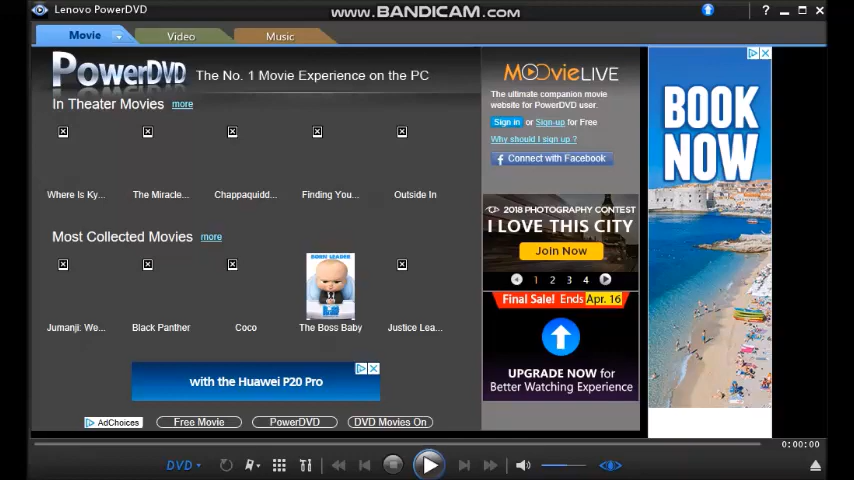 Lenovo PowerDVD
www.BANDICAM.com
?
Movie
Video
Music
PowerDVD The No. 1 Movie Experience on the PC
In Theater Movies more
Where Is Ky...
The Miracle...
Chappaquidd...
Finding You...
Outside In
Most Collected Movies more
BORN LEADER
Jumanji: We...
Black Panther
Coco
The Boss Baby
Justice Lea...
with the Huawei P20 Pro
AdChoices
Free Movie
PowerDVD
DVD Movies On
MOOvieLIVE
The ultimate companion movie
website for PowerDVD user.
Sign in or Sign-up for Free
Why should I sign up ?
f Connect with Facebook
2018 PHOTOGRAPHY CONTEST
I LOVE THIS CITY
Join Now
1 2 3 4
Final Sale! Ends Apr. 16
UPGRADE NOW for
Better Watching Experience
BOOK
NOW
0:00:00
DVD